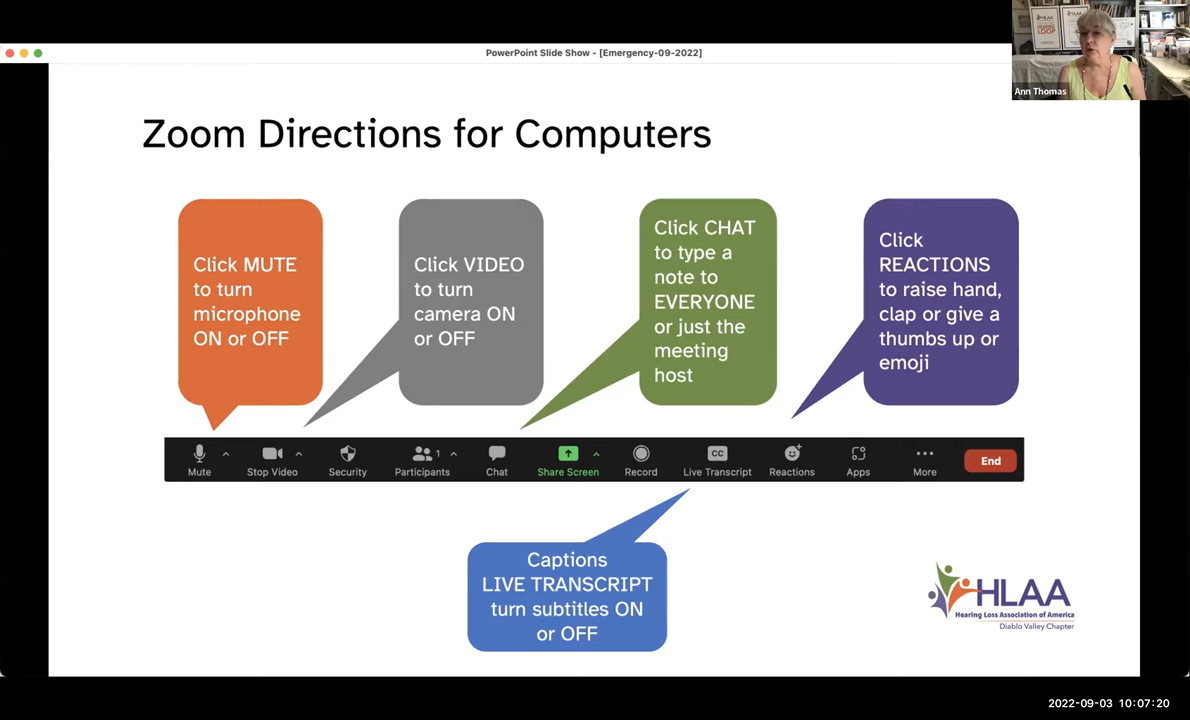 PowerPoint Slide Show - [Emergency-09-2022]
Ann Thomas
Zoom Directions for Computers
Click MUTE
to turn
microphone
ON or OFF
Click VIDEO
to turn
camera ON
or OFF
Click CHAT
to type a
note to
EVERYONE
or just the
meeting
host
Click
REACTIONS
to raise hand,
clap or give a
thumbs up or
emoji
Mute
Stop Video
Security
Participants
1
Chat
Share Screen
Record
CC
Live Transcript
Reactions
Apps
More
End
Captions
LIVE TRANSCRIPT
turn subtitles ON
or OFF
HLAA
Hearing Loss Association of America
Diablo Valley Chapter
2022-09-03 10:07:20